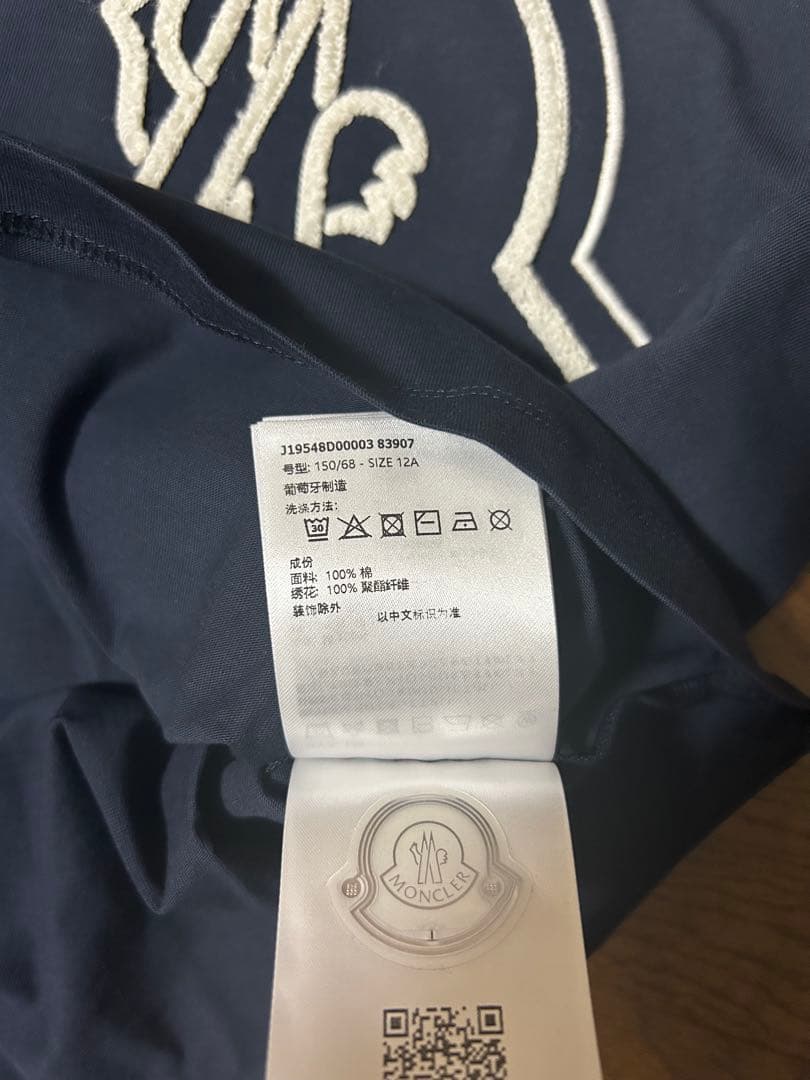 J19548D00003 83907
号型: 150/68 - SIZE 12A
葡萄牙制造
洗涤方法:
30
成份
面料: 100% 棉
绣花: 100% 聚酯纤维
装饰除外
以中文标识为准
MONCLER